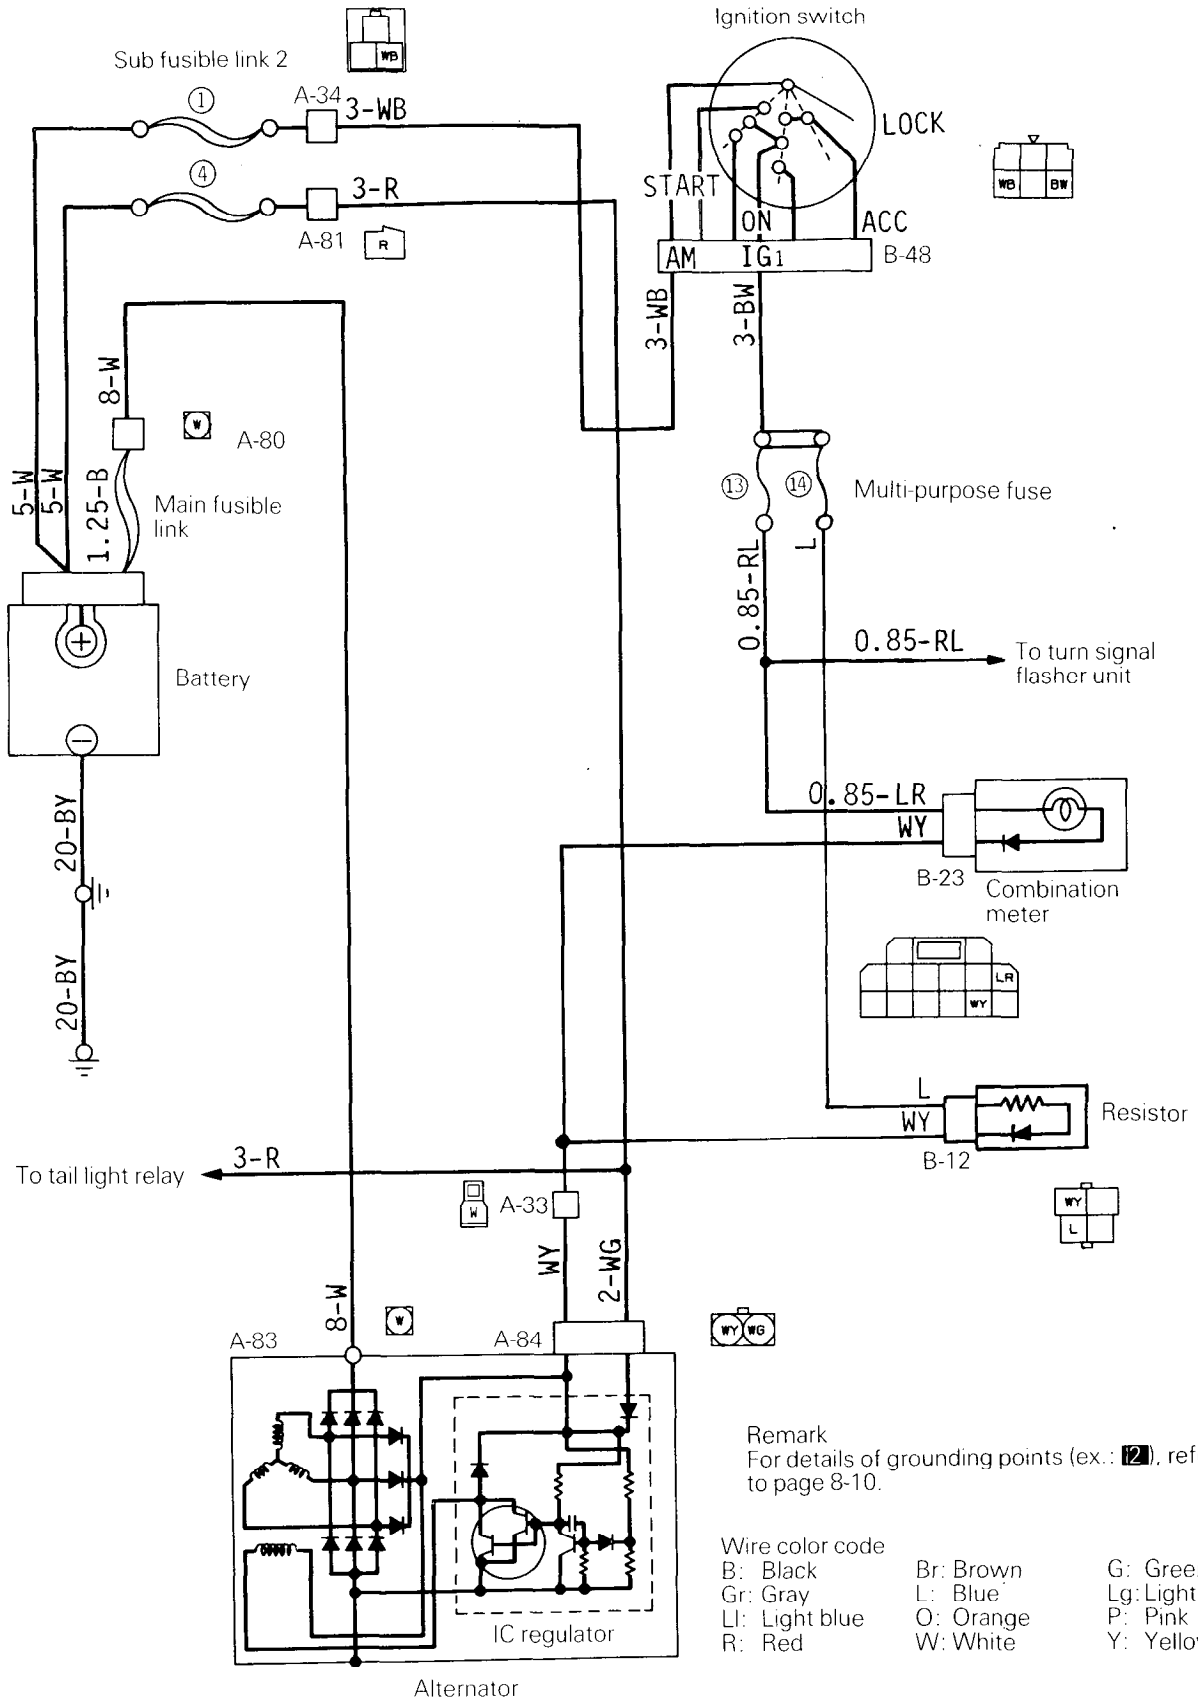 Ignition switch
Sub fusible link 2
WB
1
A-34
3-WB
LOCK
4
3-R
START
WB
BW
A-81
R
ON
ACC
AM
IG1
B-48
3-WB
3-BW
8-W
W
A-80
5-W
5-W
1.25-B
Main fusible
link
13
14
Multi-purpose fuse
0.85-RL
L
0.85-RL
To turn signal
flasher unit
+
Battery
−
20-BY
0.85-LR
WY
B-23
Combination
meter
20-BY
LR
WY
L
WY
Resistor
B-12
To tail light relay
3-R
W
A-33
WY
L
WY
2-WG
8-W
W
WY
WG
A-83
A-84
Remark
For details of grounding points (ex.: 2), ref
to page 8-10.
Wire color code
B: Black
Br: Brown
G: Gree
Gr: Gray
L: Blue
Lg: Light
Ll: Light blue
O: Orange
P: Pink
R: Red
W: White
Y: Yello
IC regulator
Alternator